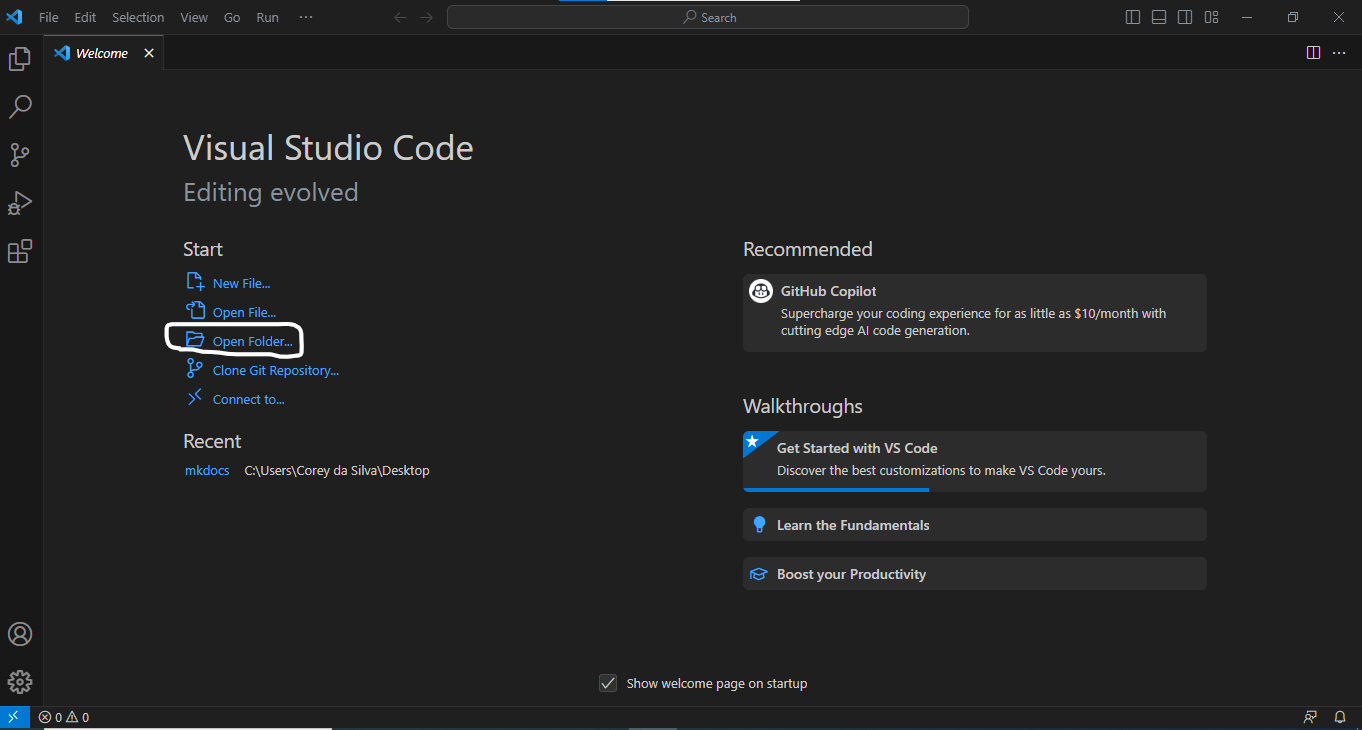 File Edit Selection View Go Run ··· Search
Welcome
Visual Studio Code
Editing evolved
Start
New File...
Open File...
Open Folder...
Clone Git Repository...
Connect to...
Recent
mkdocs C:\Users\Corey da Silva\Desktop
Recommended
GitHub Copilot
Supercharge your coding experience for as little as $10/month with
cutting edge AI code generation.
Walkthroughs
Get Started with VS Code
Discover the best customizations to make VS Code yours.
Learn the Fundamentals
Boost your Productivity
Show welcome page on startup
0 0